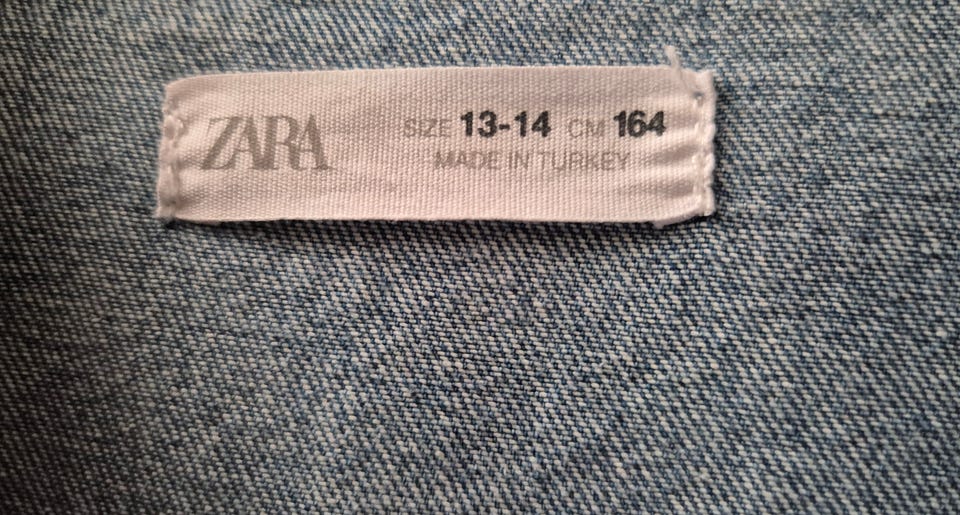 ZARA
SIZE 13-14 CM 164
MADE IN TURKEY